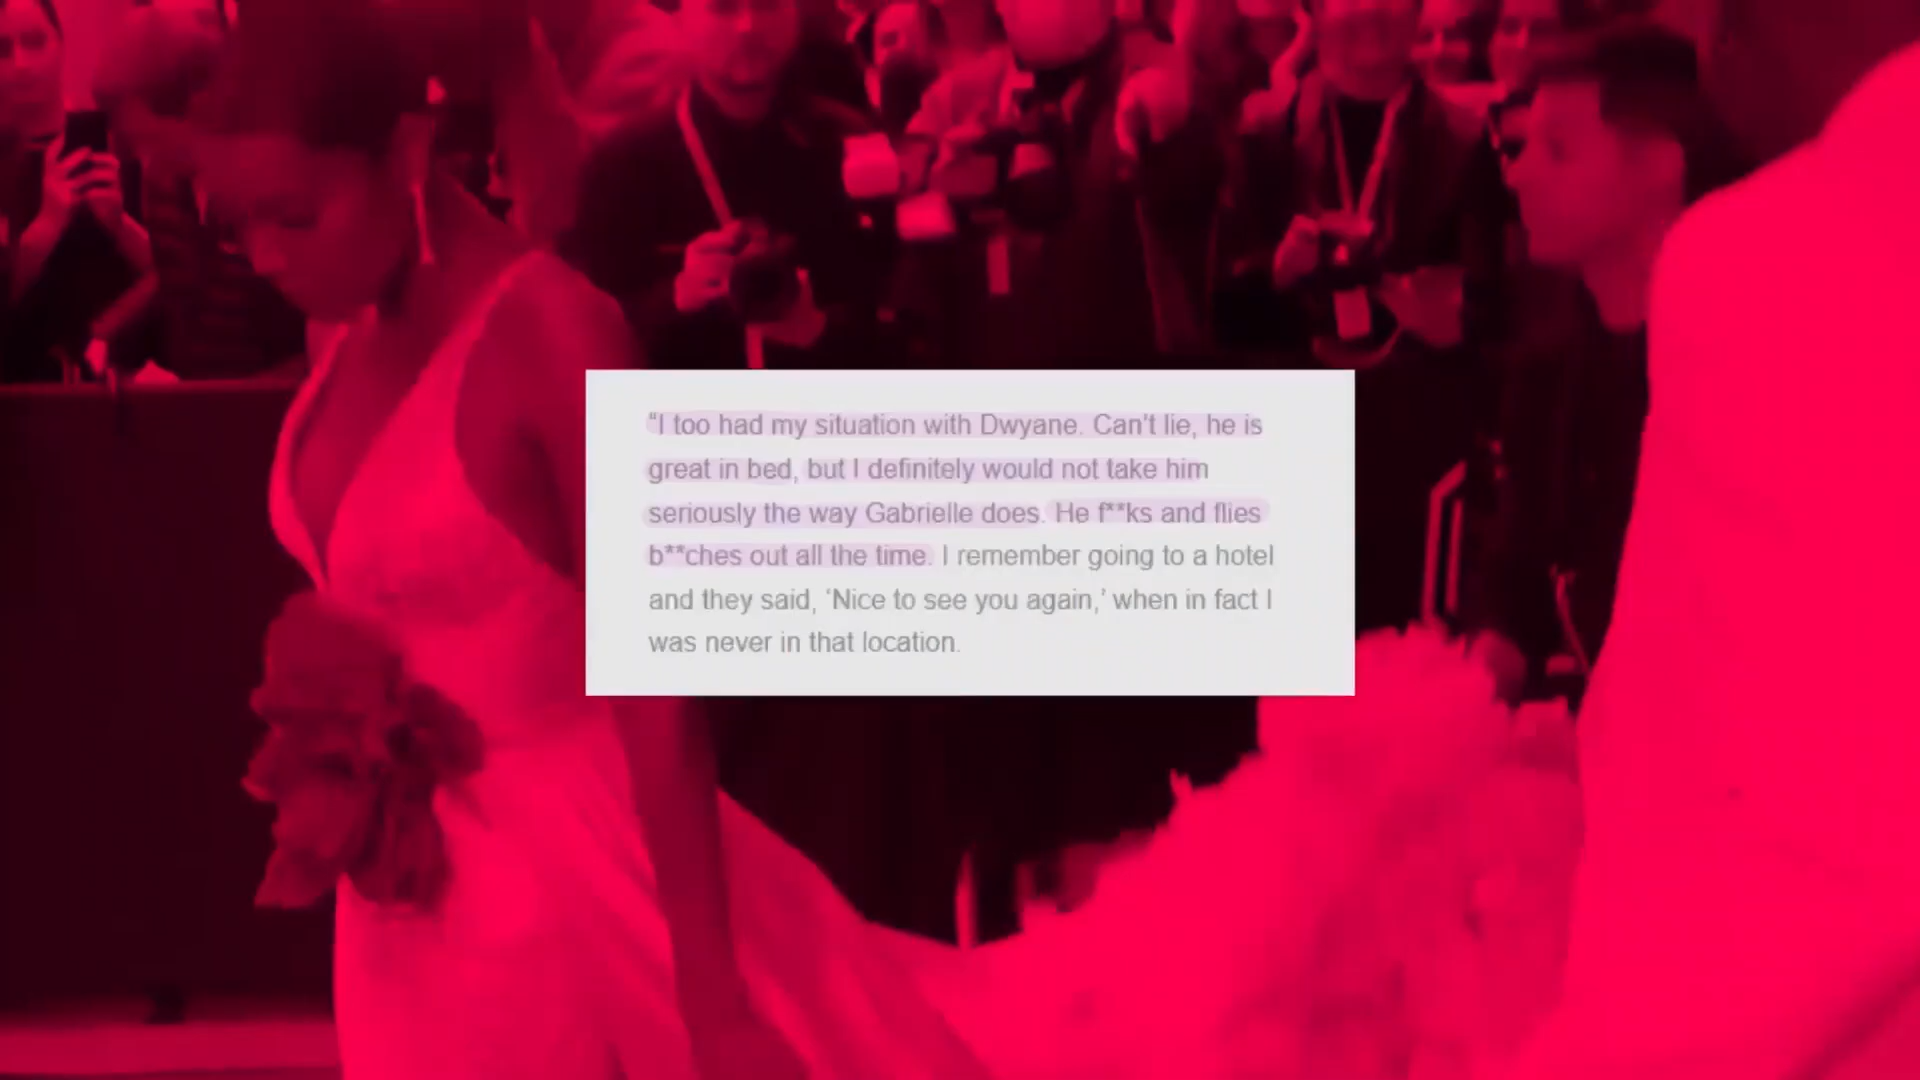 “I too had my situation with Dwyane. Can't lie, he is
great in bed, but I definitely would not take him
seriously the way Gabrielle does. He f**ks and flies
b**ches out all the time. I remember going to a hotel
and they said, ‘Nice to see you again,’ when in fact I
was never in that location.